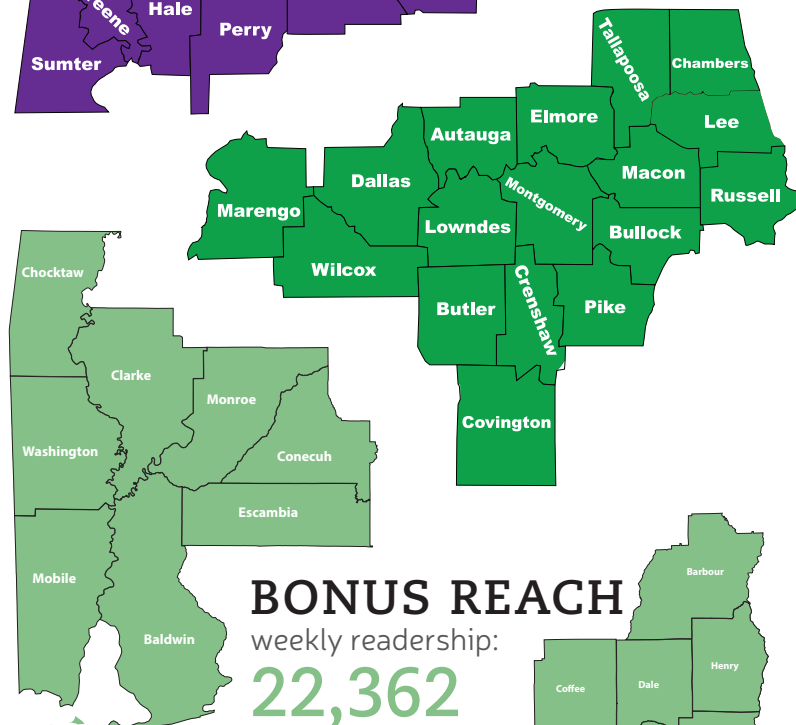 Hale
Perry
Sumter
Tallapoosa
Chambers
Elmore
Autauga
Lee
Macon
Dallas
Montgomery
Russell
Marengo
Lowndes
Bullock
Wilcox
Crenshaw
Butler
Pike
Covington
Chocktaw
Clarke
Monroe
Washington
Conecuh
Escambia
Mobile
Baldwin
BONUS REACH
weekly readership:
22,362
Barbour
Henry
Coffee
Dale